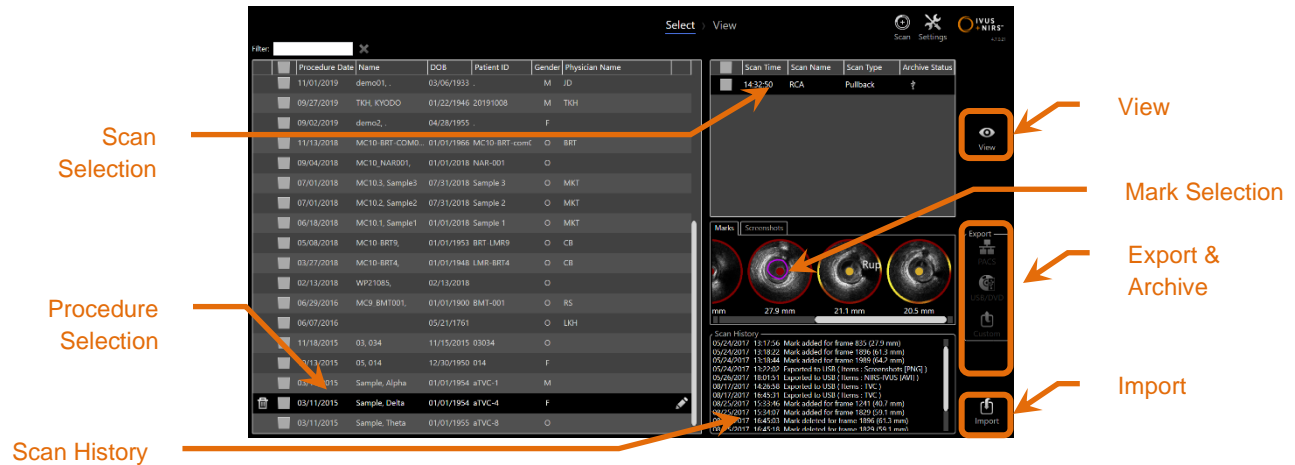 Select › View
Scan Settings
IVUS
+NIRS™
Filter:
Procedure Date Name DOB Patient ID Gender Physician Name
11/01/2019 demo01, . 03/06/1933 . M JD
09/27/2019 TKH, KYODO 01/22/1946 20191008 M TKH
09/02/2019 demo2, . 04/28/1955 . F
11/13/2018 MC10-BRT-COM0... 01/01/1966 MC10-BRT-comC O BRT
09/04/2018 MC10_NAR001, 01/01/2018 NAR-001 O
07/01/2018 MC10.3, Sample3 07/31/2018 Sample 3 O MKT
07/01/2018 MC10.2, Sample2 07/31/2018 Sample 2 O MKT
06/18/2018 MC10.1, Sample1 01/01/2018 Sample 1 O MKT
05/08/2018 MC10 BRT9, 01/01/1953 BRT-LMR9 O CB
03/27/2018 MC10-BRT4, 01/01/1948 LMR-BRT4 O CB
02/13/2018 WP21085, 02/13/2018 O
06/29/2016 MC9_BMT001, 01/01/1900 BMT-001 O RS
06/07/2016 05/21/1761 O LKH
11/18/2015 03, 034 11/15/2015 03034 O
05, 014 12/30/1950 014 F
Sample, Alpha 01/01/1954 aTVC-1 M
03/11/2015 Sample, Delta 01/01/1954 aTVC-4 F
03/11/2015 Sample, Theta 01/01/1955 aTVC-8 O
Scan Time Scan Name Scan Type Archive Status
14:32:50 RCA Pullback
View
Marks Screenshots
Rup
mm 27.9 mm 21.1 mm 20.5 mm
Export
PACS
USB/DVD
Custom
Import
Scan History
05/24/2017 13:17:56 Mark added for frame 835 (27.9 mm)
05/24/2017 13:18:22 Mark added for frame 1896 (61.3 mm)
05/24/2017 13:18:44 Mark added for frame 1989 (64.2 mm)
05/24/2017 13:22:02 Exported to USB ( Items : Screenshots [PNG] )
05/26/2017 18:01:51 Exported to USB ( Items : NIRS-IVUS [AVI] )
08/17/2017 14:26:58 Exported to USB ( Items : TVC )
08/17/2017 16:45:31 Exported to USB ( Items : TVC )
08/25/2017 15:33:46 Mark added for frame 1241 (40.7 mm)
08/25/2017 15:34:07 Mark added for frame 1829 (59.1 mm)
08/25/2017 16:45:03 Mark deleted for frame 1896 (61.3 mm)
16:45:18 Mark deleted for frame 1829 (59.1 mm)
Scan
Selection
Procedure
Selection
Scan History
View
Mark Selection
Export &
Archive
Import